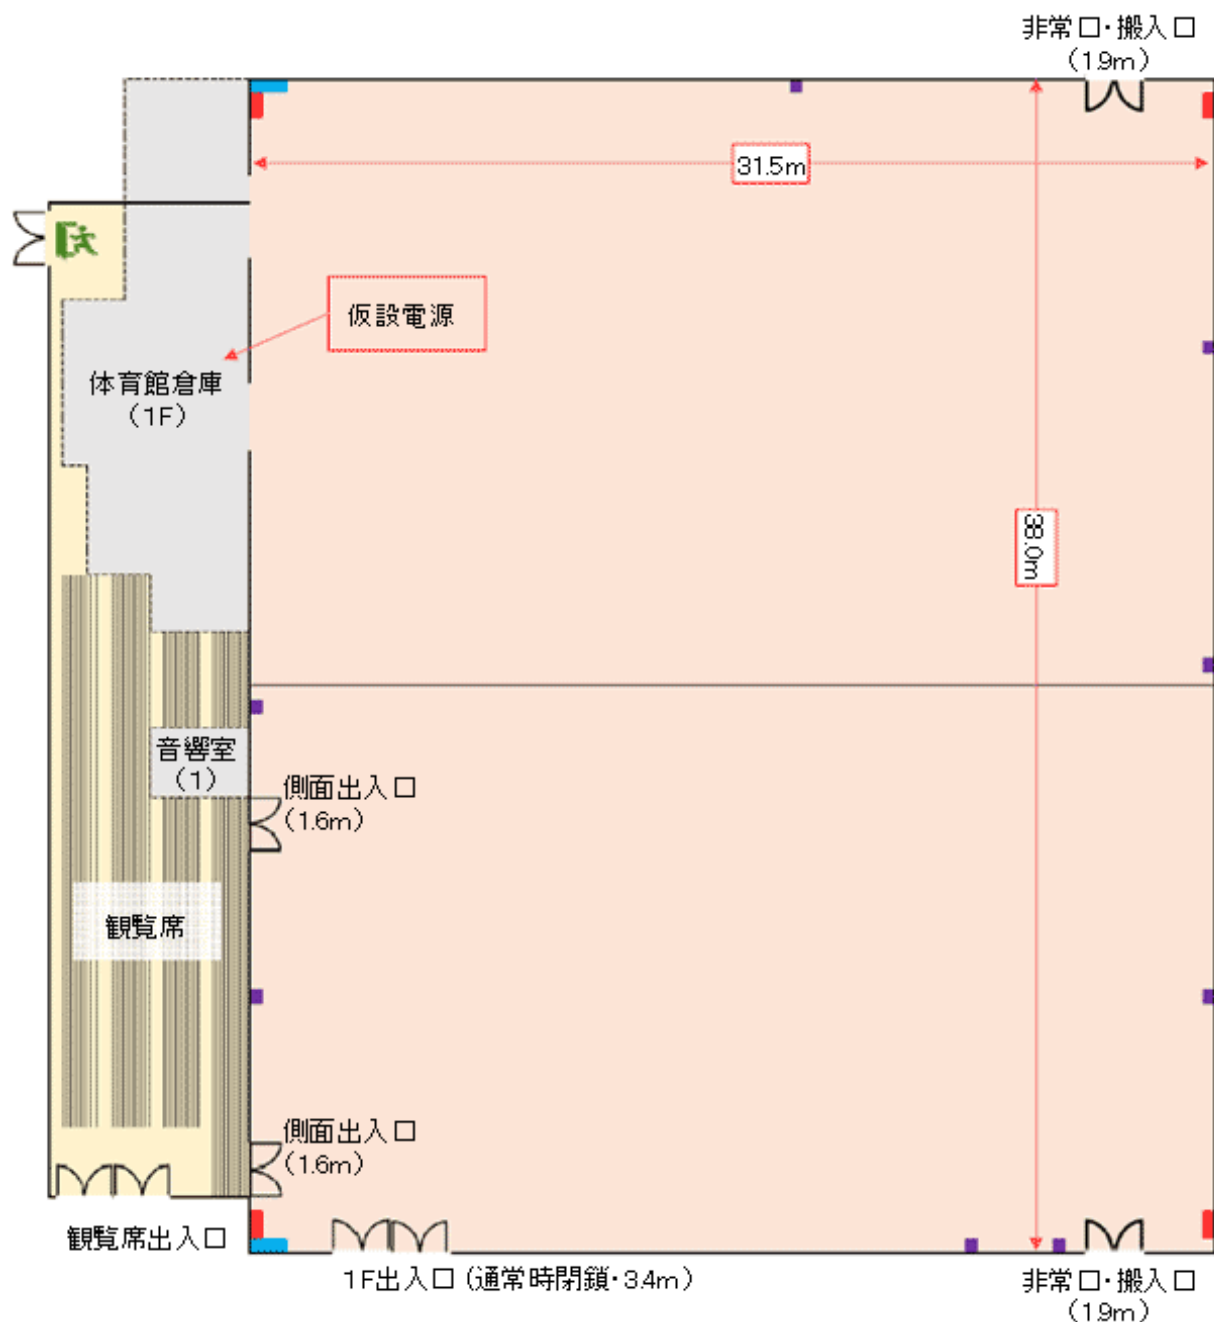 非常口・搬入口
（1.9m）
31.5m
仮設電源
体育館倉庫
（1F）
38.0m
音響室
（1）
側面出入口
（1.6m）
観覧席
側面出入口
（1.6m）
観覧席出入口
1F出入口（通常時閉鎖・3.4m）
非常口・搬入口
（1.9m）